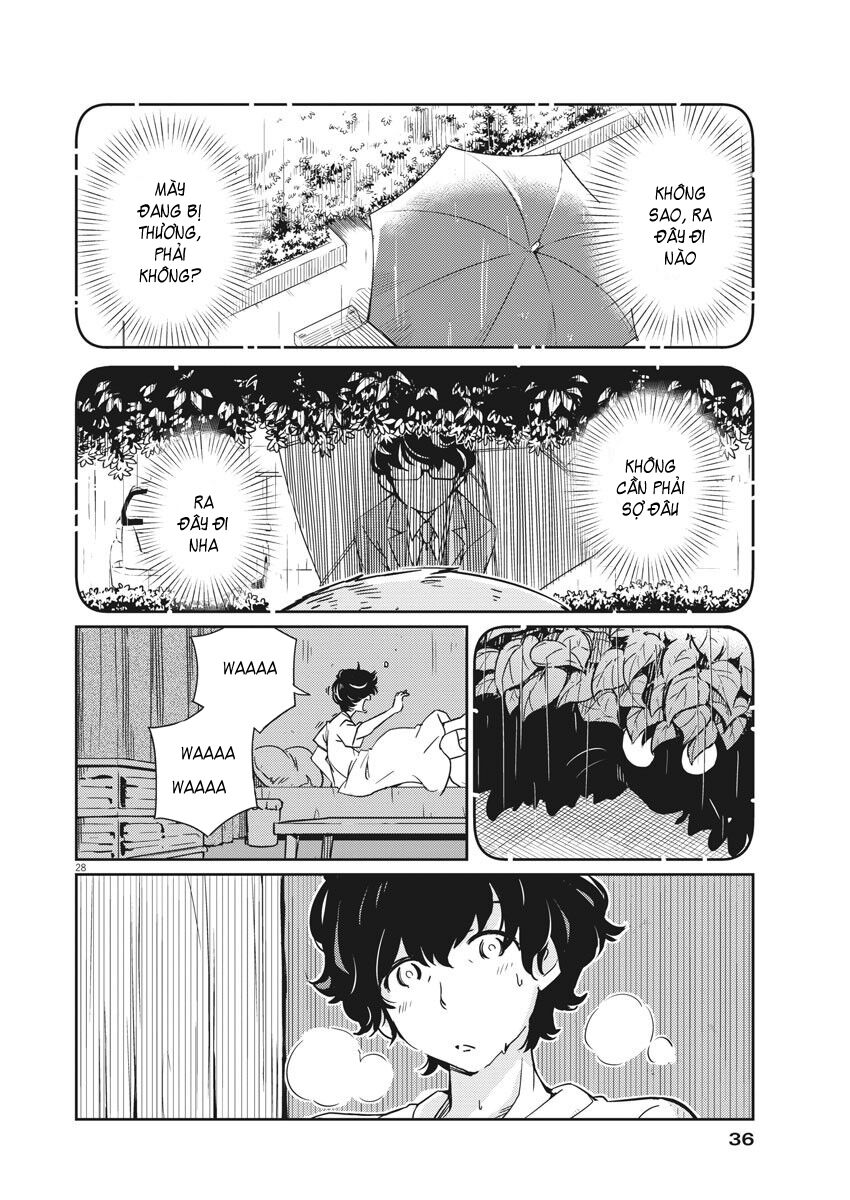 KHÔNG
SAO, RA
ĐÂY ĐI
NÀO
MÀY
ĐANG BỊ
THƯƠNG,
PHẢI
KHÔNG?
KHÔNG
CẦN PHẢI
SỢ ĐÂU
RA
ĐÂY ĐI
NHA
WAAAA
WAAAA
WAAAA
28
36